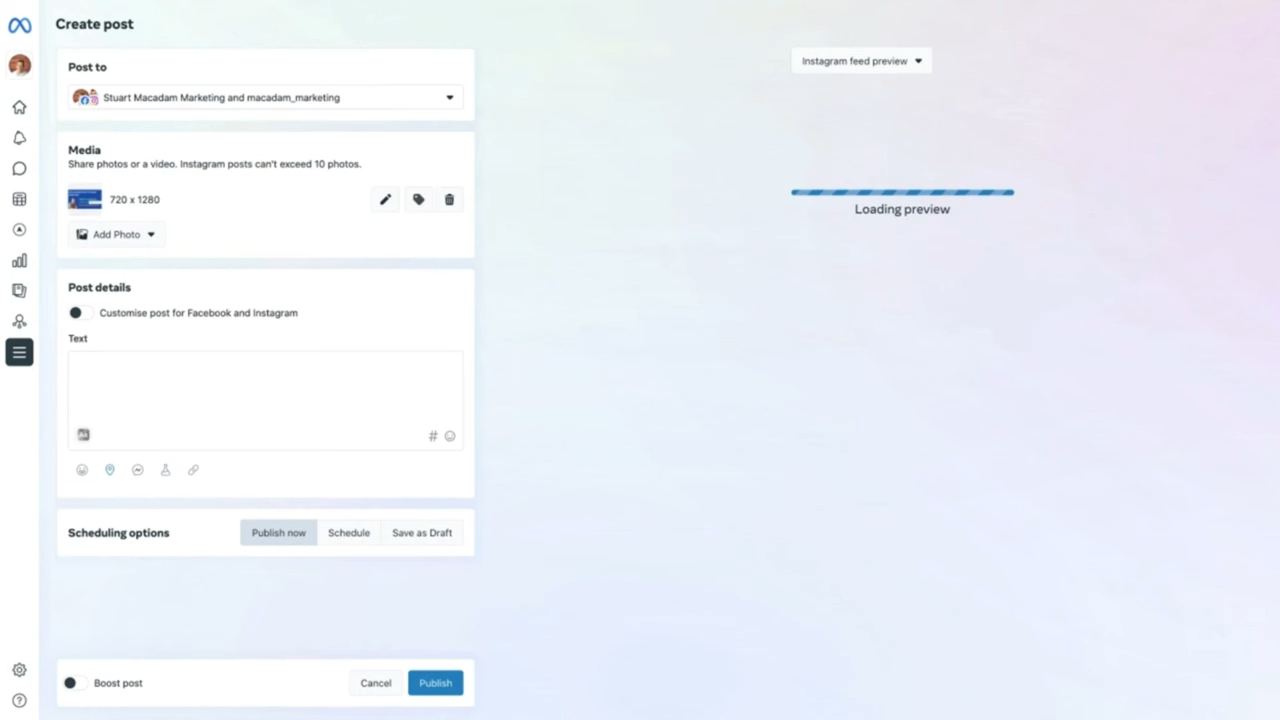 Create post
Post to
Stuart Macadam Marketing and macadam_marketing
Media
Share photos or a video. Instagram posts can't exceed 10 photos.
720 x 1280
Add Photo
Post details
Customise post for Facebook and Instagram
Text
#
Scheduling options
Publish now
Schedule
Save as Draft
Boost post
Cancel
Publish
Instagram feed preview
Loading preview